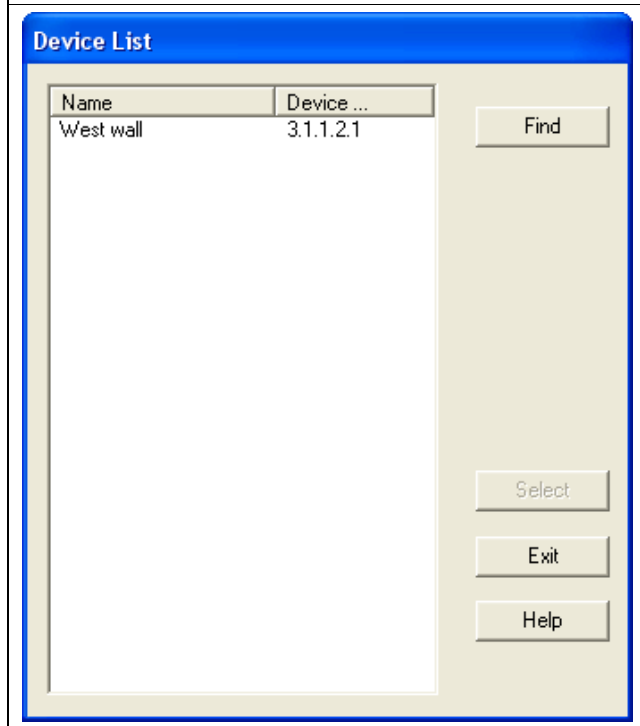 Device List
Name Device ...
West wall 3.1.1.2.1
Find
Select
Exit
Help